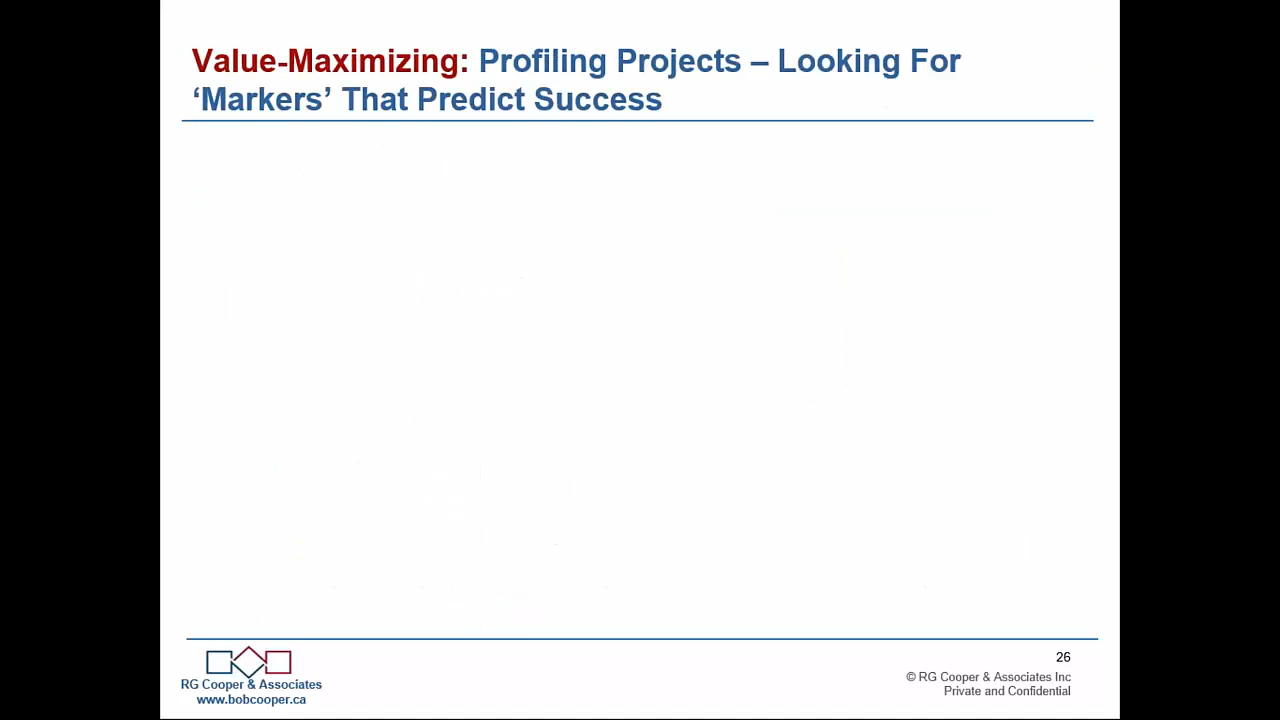 Value-Maximizing: Profiling Projects – Looking For
‘Markers’ That Predict Success
26
RG Cooper & Associates
www.bobcooper.ca
© RG Cooper & Associates Inc
Private and Confidential